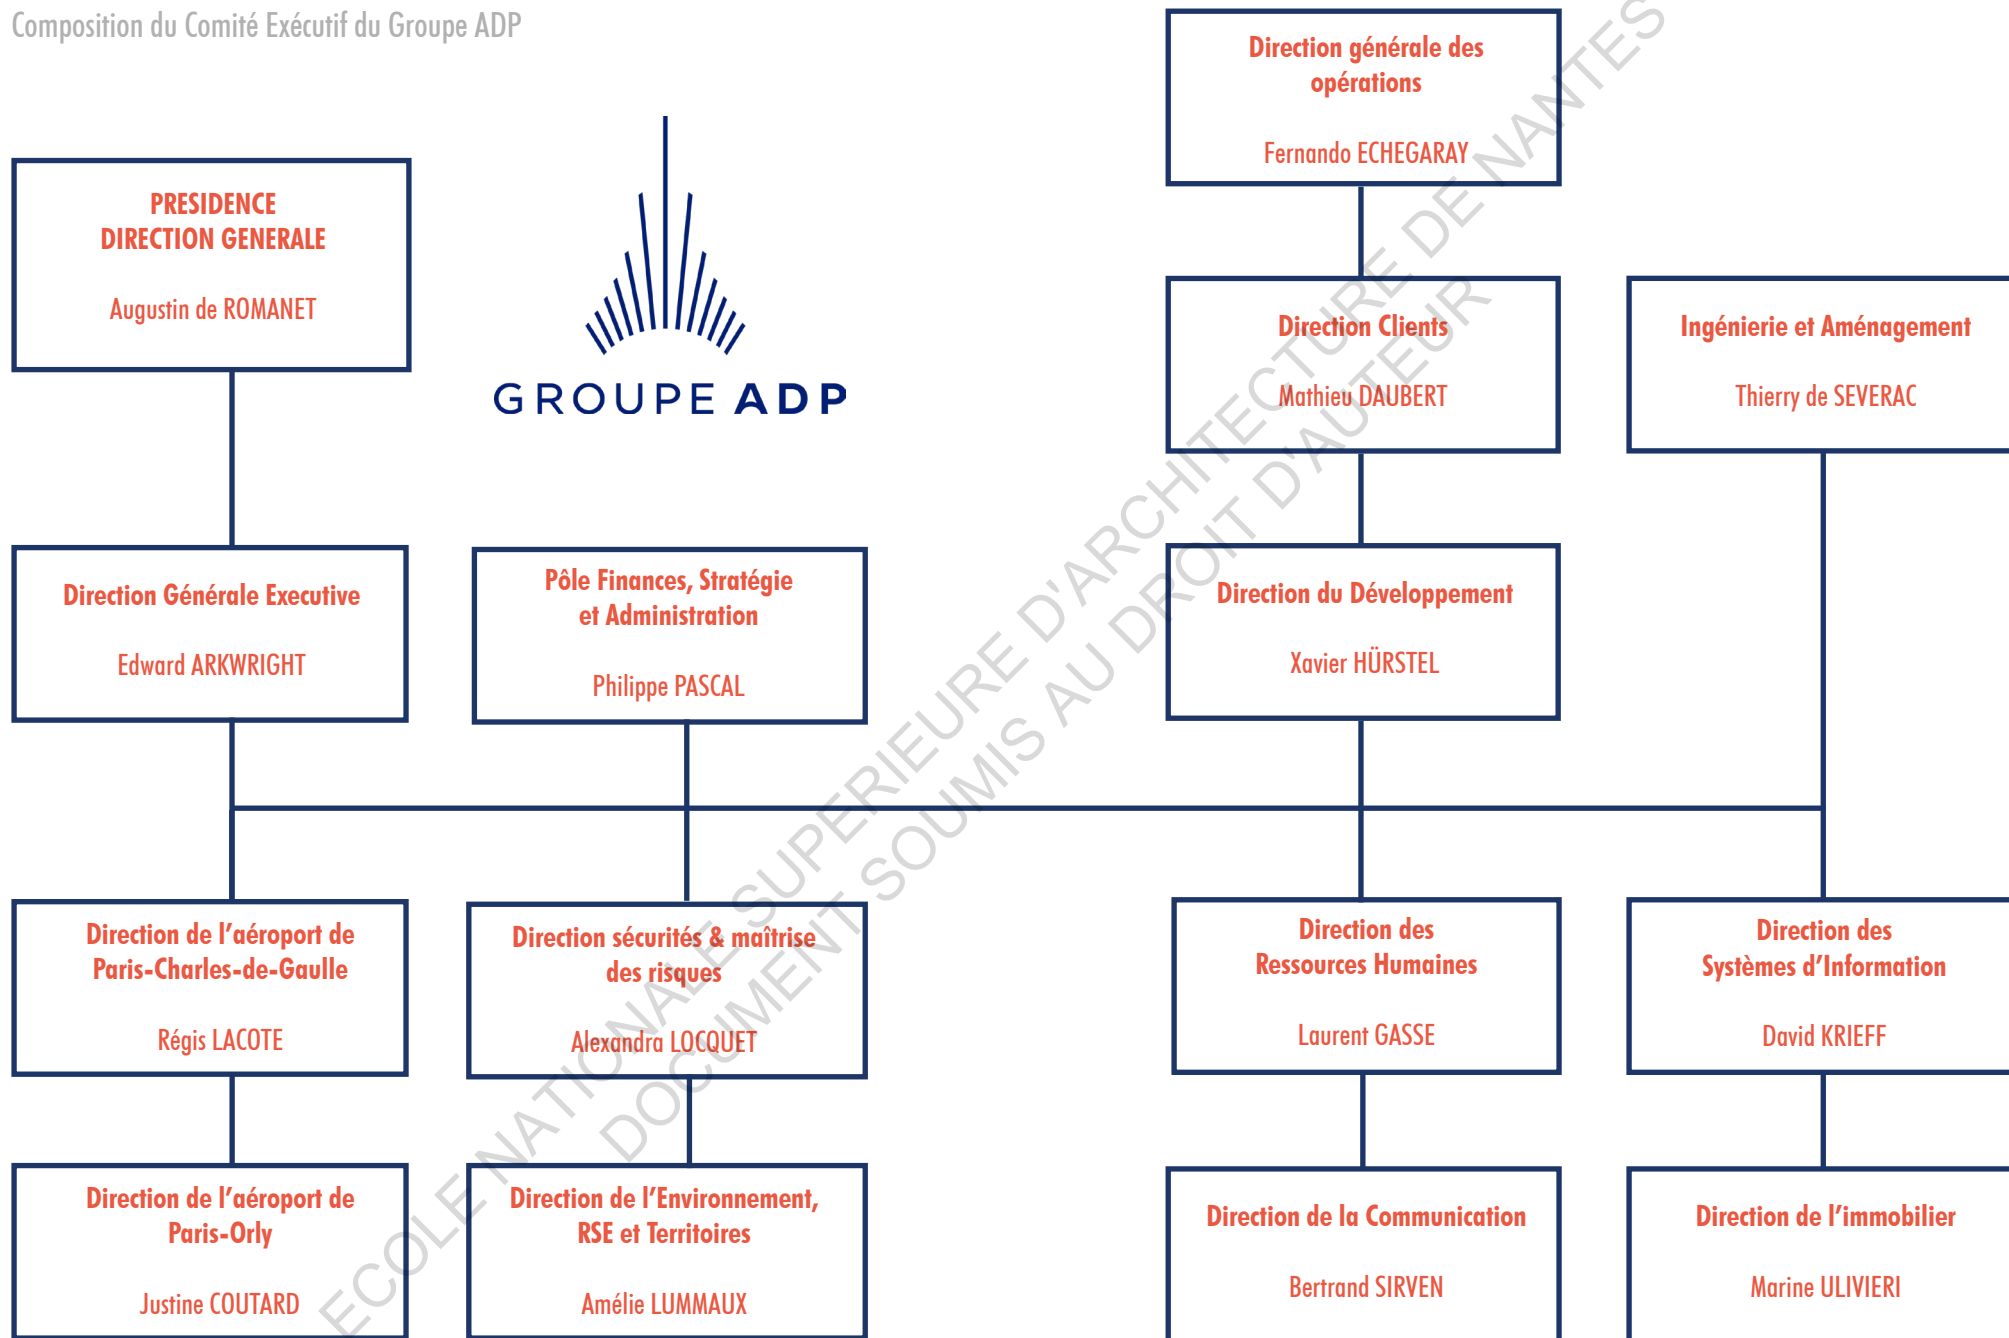 Composition du Comité Exécutif du Groupe ADP
Direction générale des
opérations
Fernando ECHEGARAY
PRESIDENCE
DIRECTION GENERALE
Augustin de ROMANET
GROUPE ADP
Direction Clients
Mathieu DAUBERT
Ingénierie et Aménagement
Thierry de SEVERAC
Direction Générale Executive
Edward ARKWRIGHT
Pôle Finances, Stratégie
et Administration
Philippe PASCAL
Direction du Développement
Xavier HÜRSTEL
Direction de l'aéroport de
Paris-Charles-de-Gaulle
Régis LACOTE
Direction sécurités & maîtrise
des risques
Alexandra LOCQUET
Direction des
Ressources Humaines
Laurent GASSE
Direction des
Systèmes d'Information
David KRIEFF
Direction de l'aéroport de
Paris-Orly
Justine COUTARD
Direction de l'Environnement,
RSE et Territoires
Amélie LUMMAUX
Direction de la Communication
Bertrand SIRVEN
Direction de l'immobilier
Marine ULIVIERI
ECOLE NATIONALE SUPERIEURE D'ARCHITECTURE DE NANTES
DOCUMENT SOUMIS AU DROIT D'AUTEUR